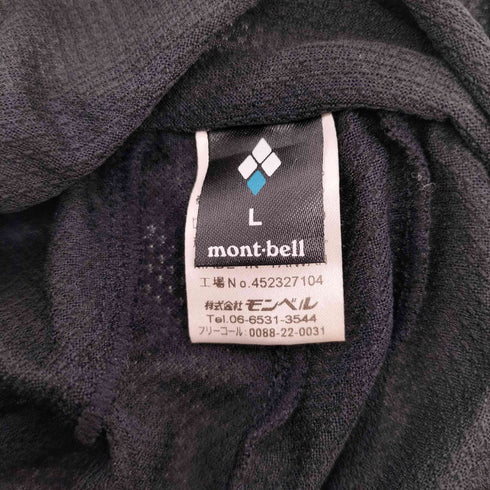 L
mont-bell
工場No.452327104
株式会社モンベル
Tel.06-6531-3544
フリーコール:0088-22-0031